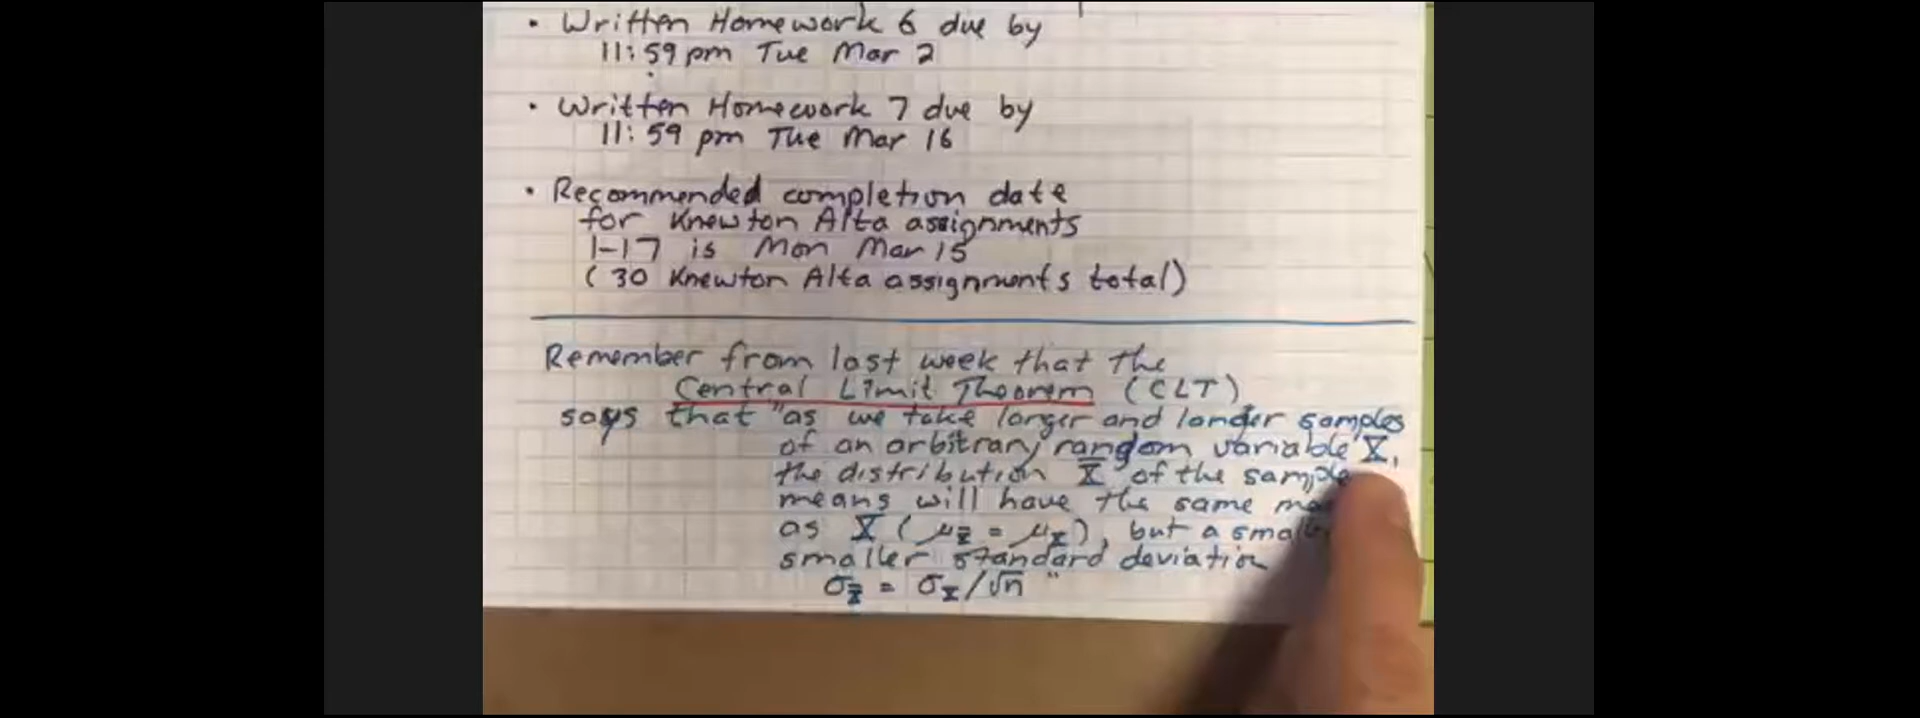 • Written Homework 6 due by
11:59 pm Tue Mar 2
• Written Homework 7 due by
11:59 pm Tue Mar 16
• Recommended completion date
for Knewton Alta assignments
1-17 is Mon Mar 15
(30 Knewton Alta assignments total)
Remember from last week that the
Central Limit Theorem (CLT)
says that "as we take larger and larger samples
of an arbitrary random variable X,
the distribution X̄ of the sample
means will have the same
as X (μX̄ = μX), but a
smaller standard deviation
σX̄ = σX/√n "